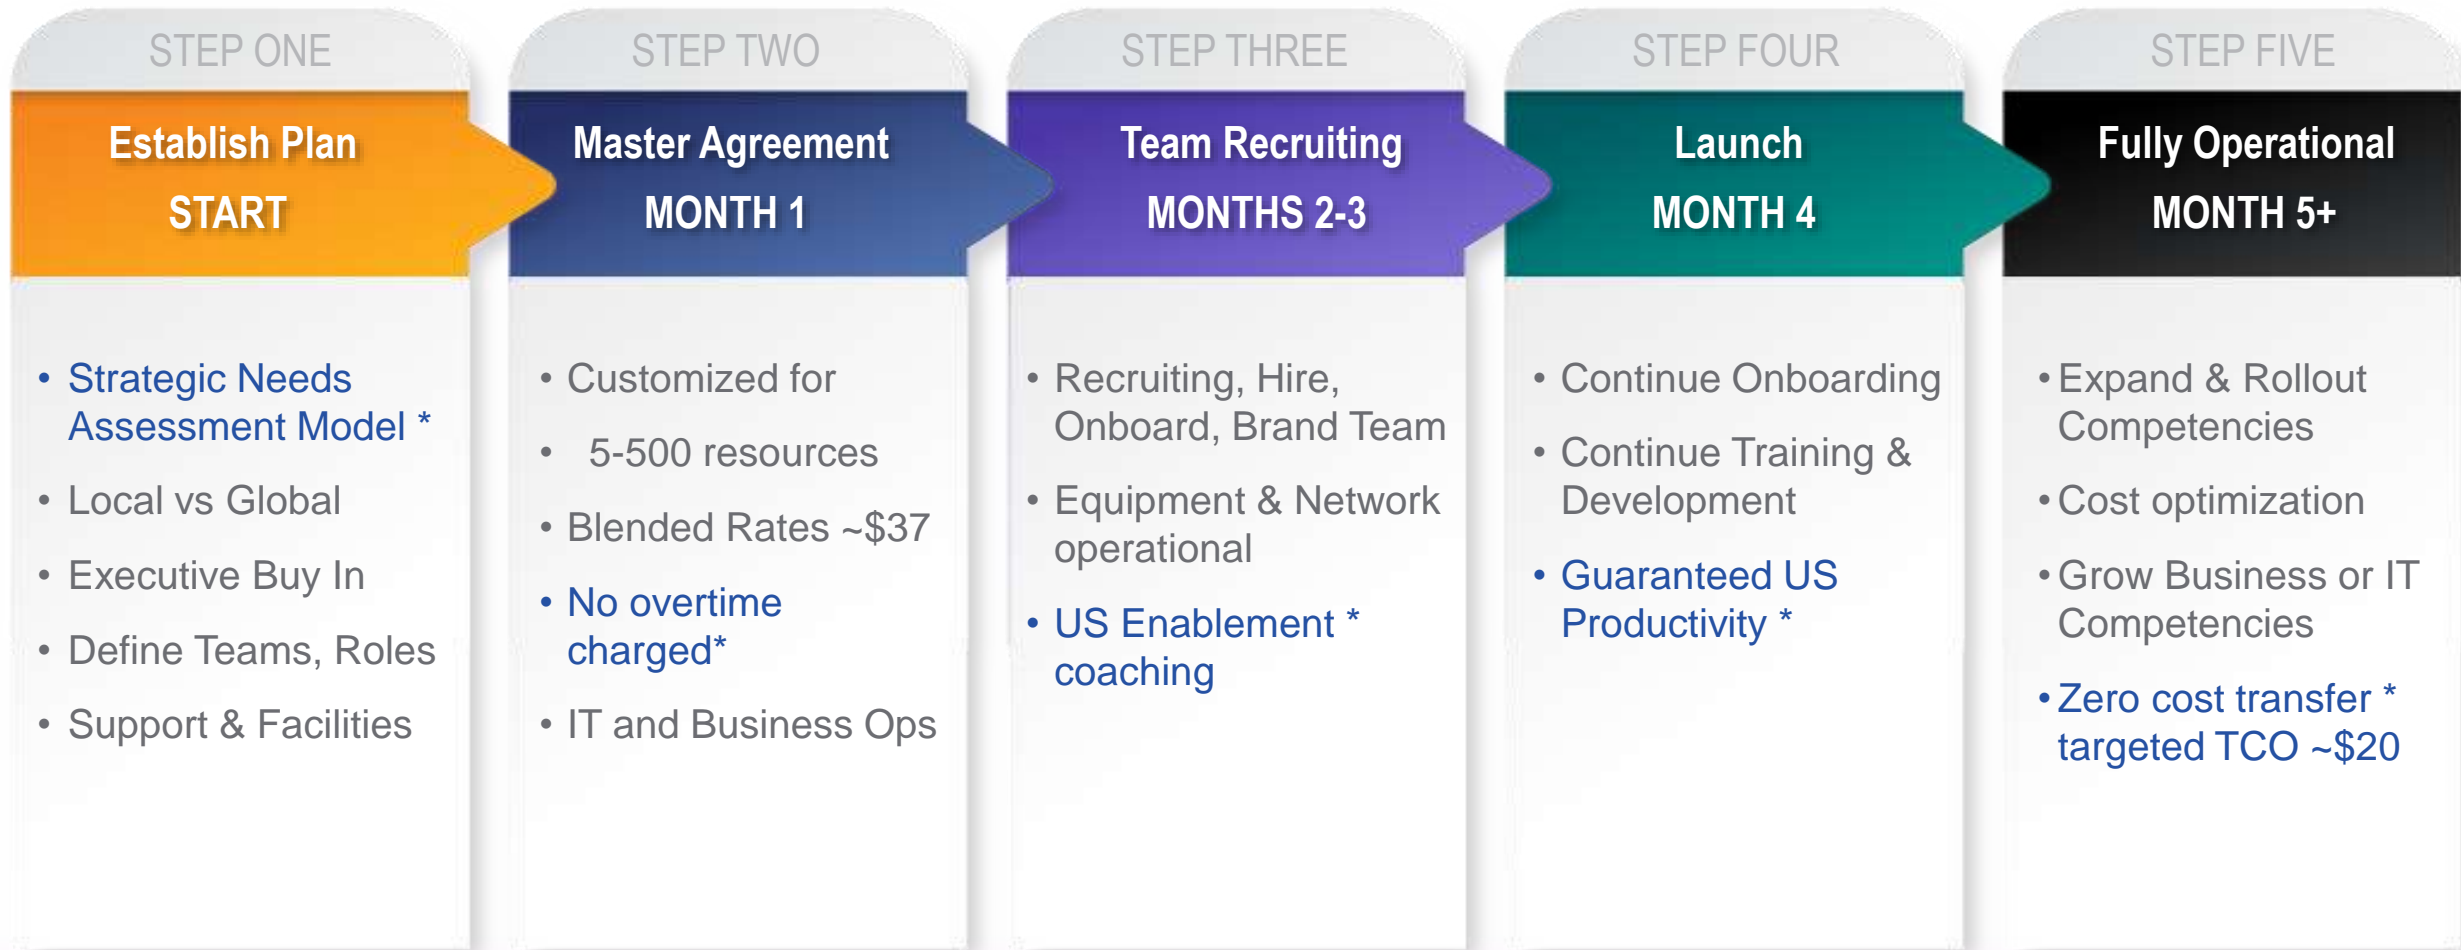 STEP ONE
Establish Plan
START
• Strategic Needs
Assessment Model *
• Local vs Global
• Executive Buy In
• Define Teams, Roles
• Support & Facilities
STEP TWO
Master Agreement
MONTH 1
• Customized for
• 5-500 resources
• Blended Rates ~$37
• No overtime
charged*
• IT and Business Ops
STEP THREE
Team Recruiting
MONTHS 2-3
• Recruiting, Hire,
Onboard, Brand Team
• Equipment & Network
operational
• US Enablement *
coaching
STEP FOUR
Launch
MONTH 4
• Continue Onboarding
• Continue Training &
Development
• Guaranteed US
Productivity *
STEP FIVE
Fully Operational
MONTH 5+
• Expand & Rollout
Competencies
• Cost optimization
• Grow Business or IT
Competencies
• Zero cost transfer *
targeted TCO ~$20